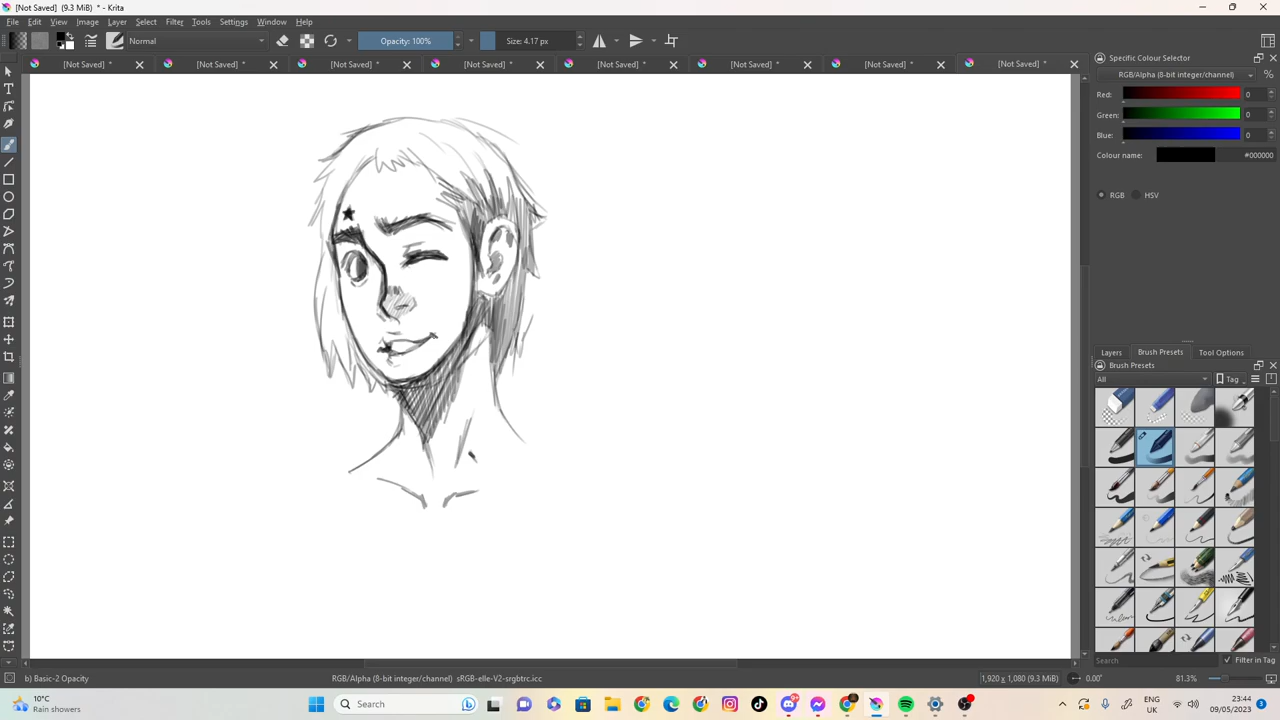 [Not Saved] (9.3 MiB) * - Krita
File Edit View Image Layer Select Filter Tools Settings Window Help
Normal Opacity: 100% Size: 4.17 px
[Not Saved] * [Not Saved] * [Not Saved] * [Not Saved] * [Not Saved] * [Not Saved] * [Not Saved] * [Not Saved] *
Specific Colour Selector
RGB/Alpha (8-bit integer/channel) %
Red: 0
Green: 0
Blue: 0
Colour name: #000000
RGB HSV
Layers Brush Presets Tool Options
Brush Presets
All Tag
Search Filter in Tag
b) Basic-2 Opacity RGB/Alpha (8-bit integer/channel) sRGB-elle-V2-srgbtrc.icc 1,920 x 1,080 (9.3 MiB) 0.00° 81.3%
10°C
Rain showers
Search
ENG
UK
23:44
09/05/2023
3